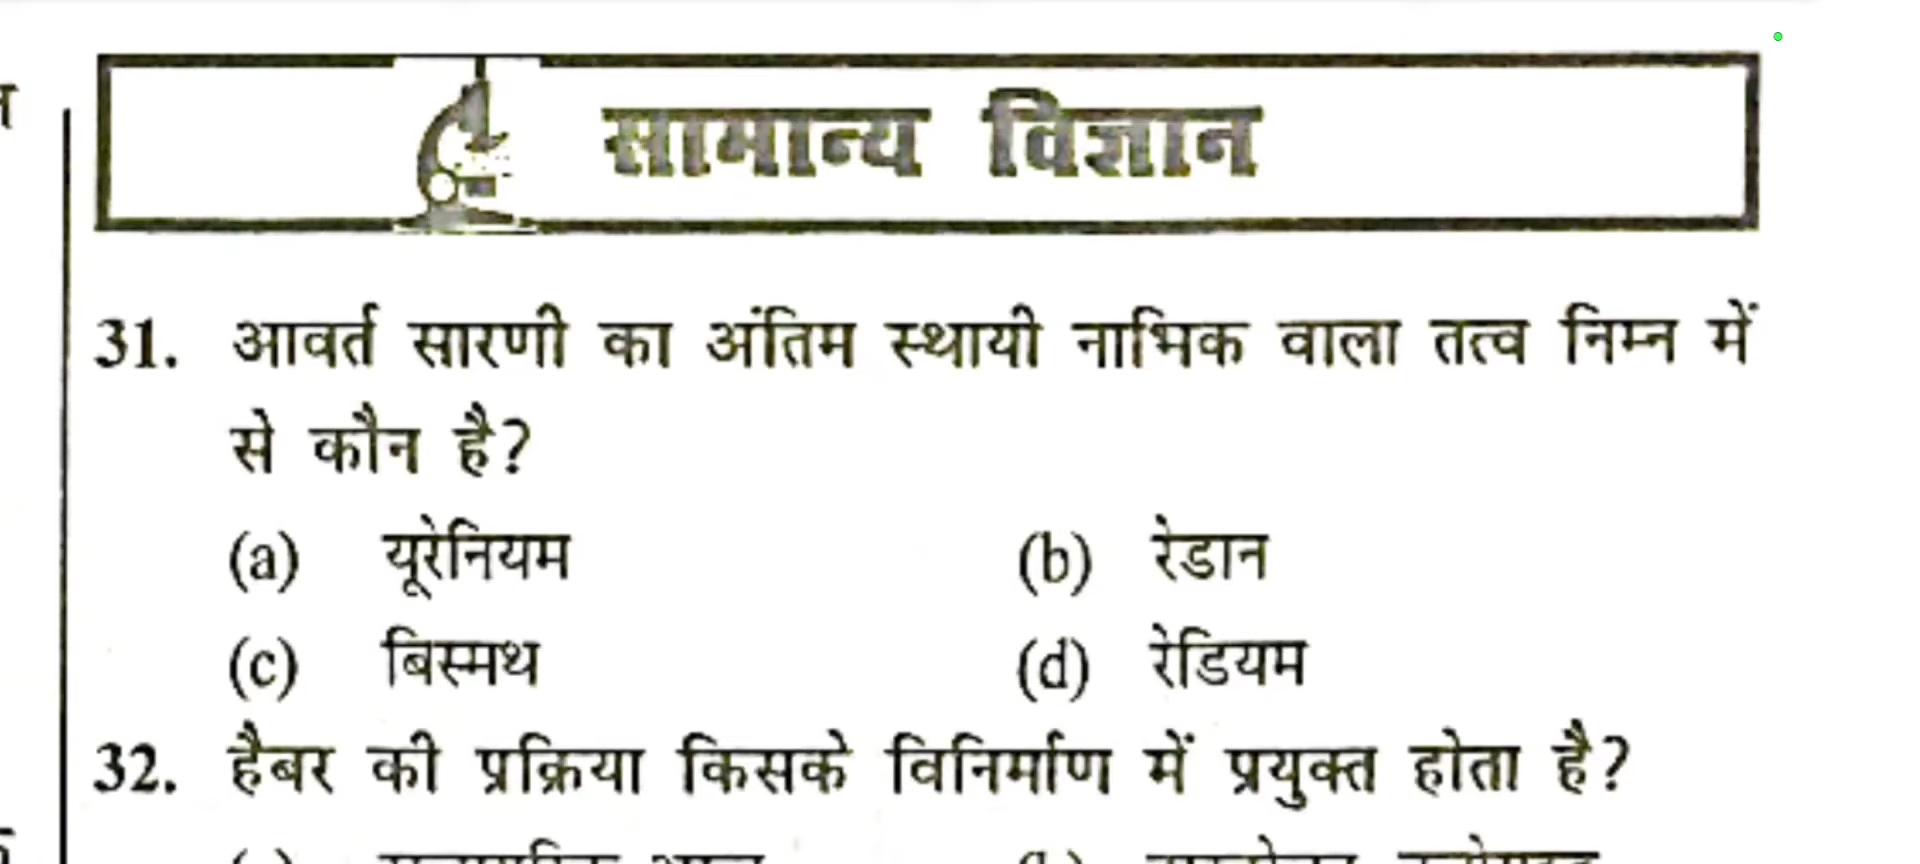 सामान्य विज्ञान
31. आवर्त सारणी का अंतिम स्थायी नाभिक वाला तत्व निम्न में
से कौन है?
(a) यूरेनियम (b) रेडान
(c) बिस्मथ (d) रेडियम
32. हैबर की प्रक्रिया किसके विनिर्माण में प्रयुक्त होता है?